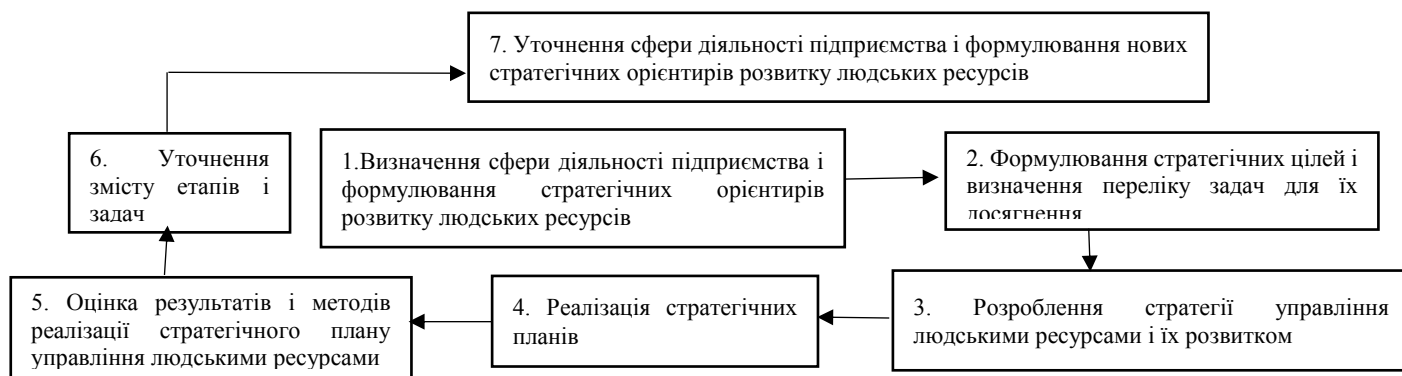 7. Уточнення сфери діяльності підприємства і формулювання нових
стратегічних орієнтирів розвитку людських ресурсів
6. Уточнення
змісту етапів і
задач
1.Визначення сфери діяльності підприємства і
формулювання стратегічних орієнтирів
розвитку людських ресурсів
2. Формулювання стратегічних цілей і
визначення переліку задач для їх
досягнення
5. Оцінка результатів і методів
реалізації стратегічного плану
управління людськими ресурсами
4. Реалізація стратегічних
планів
3. Розроблення стратегії управління
людськими ресурсами і їх розвитком